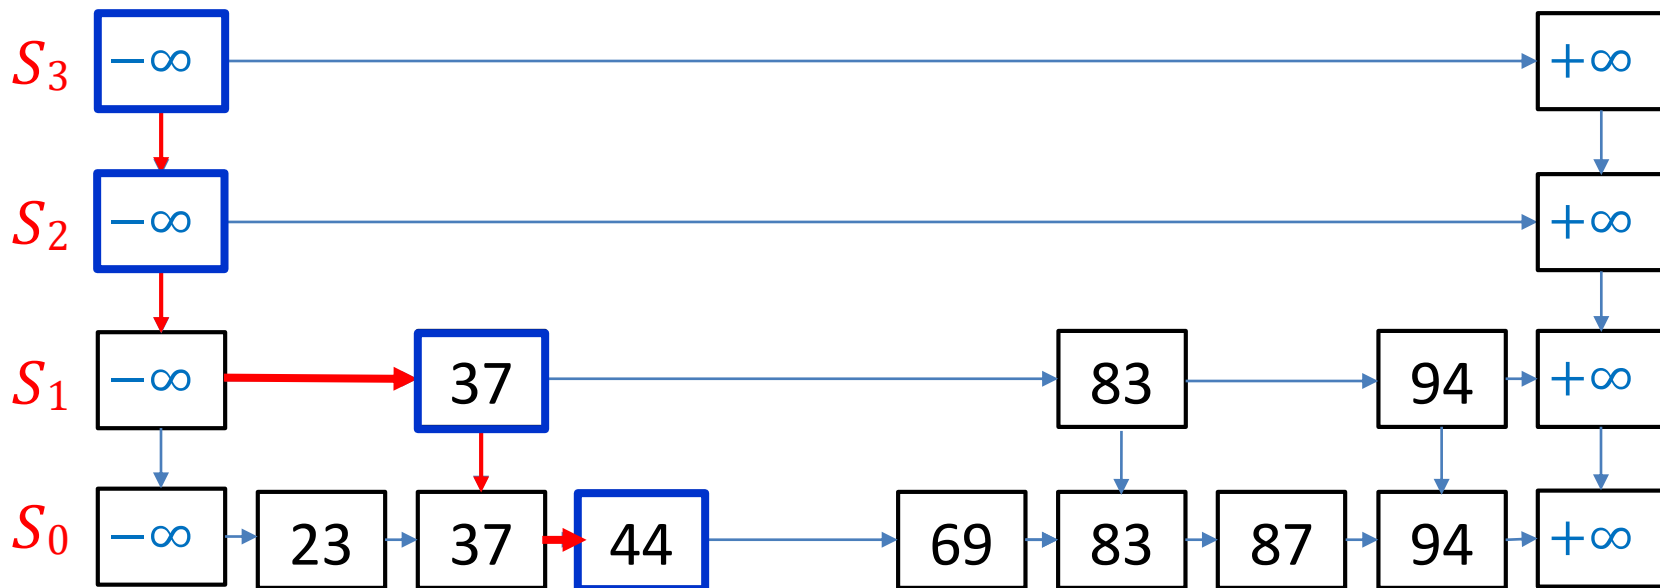 S3 −∞ +∞
S2 −∞ +∞
S1 −∞ 37 83 94 +∞
S0 −∞ 23 37 44 69 83 87 94 +∞